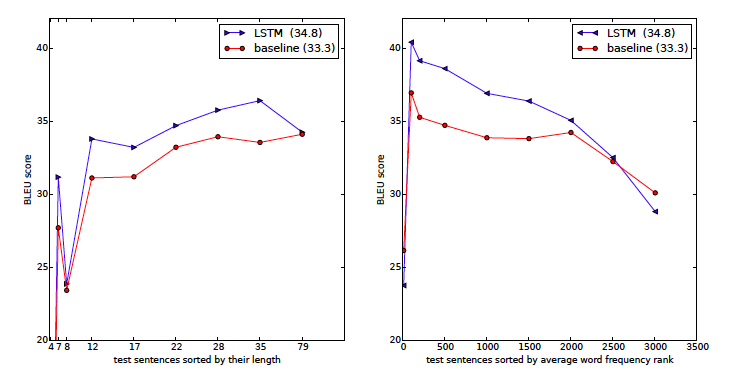 LSTM (34.8)
baseline (33.3)
40
35
30
25
20
BLEU score
4 7 8 12 17 22 28 35 79
test sentences sorted by their length
LSTM (34.8)
baseline (33.3)
40
35
30
25
20
BLEU score
0 500 1000 1500 2000 2500 3000 3500
test sentences sorted by average word frequency rank